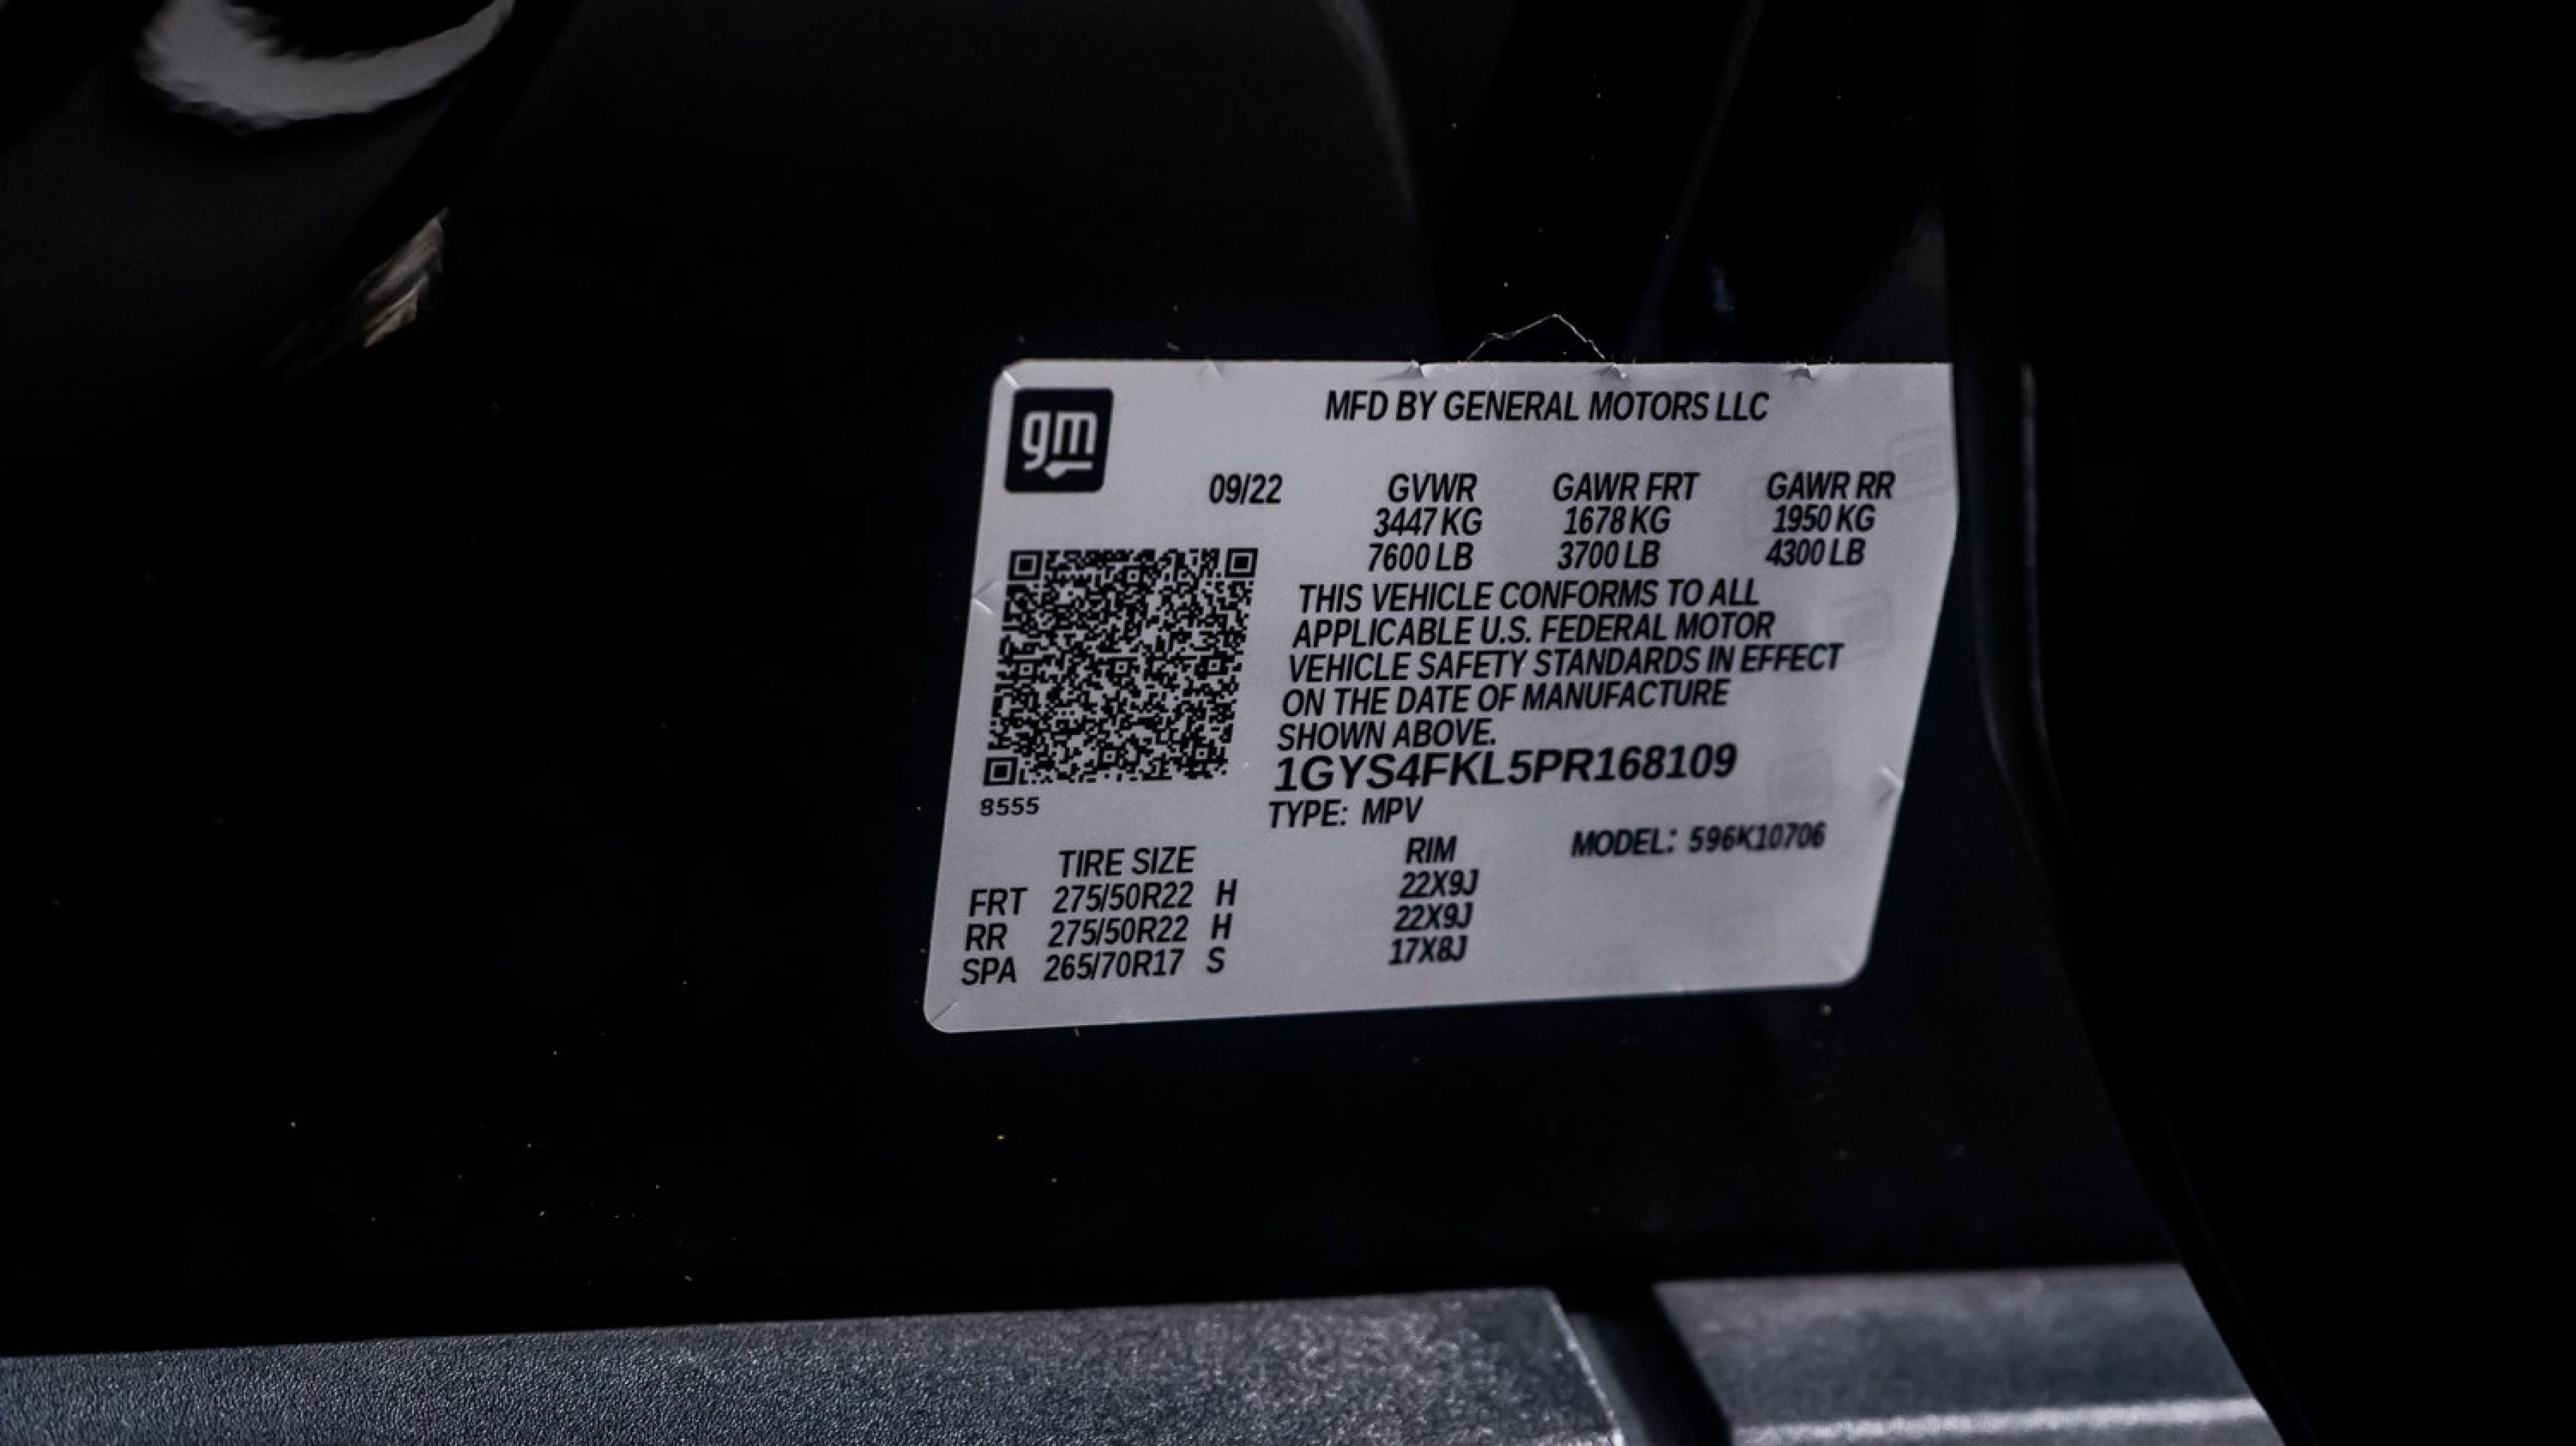 gm
MFD BY GENERAL MOTORS LLC
09/22 GVWR GAWR FRT GAWR RR
3447 KG 1678 KG 1950 KG
7600 LB 3700 LB 4300 LB
THIS VEHICLE CONFORMS TO ALL
APPLICABLE U.S. FEDERAL MOTOR
VEHICLE SAFETY STANDARDS IN EFFECT
ON THE DATE OF MANUFACTURE
SHOWN ABOVE.
1GYS4FKL5PR168109
8555
TYPE: MPV
MODEL: 596K10706
TIRE SIZE RIM
FRT 275/50R22 H 22X9J
RR 275/50R22 H 22X9J
SPA 265/70R17 S 17X8J